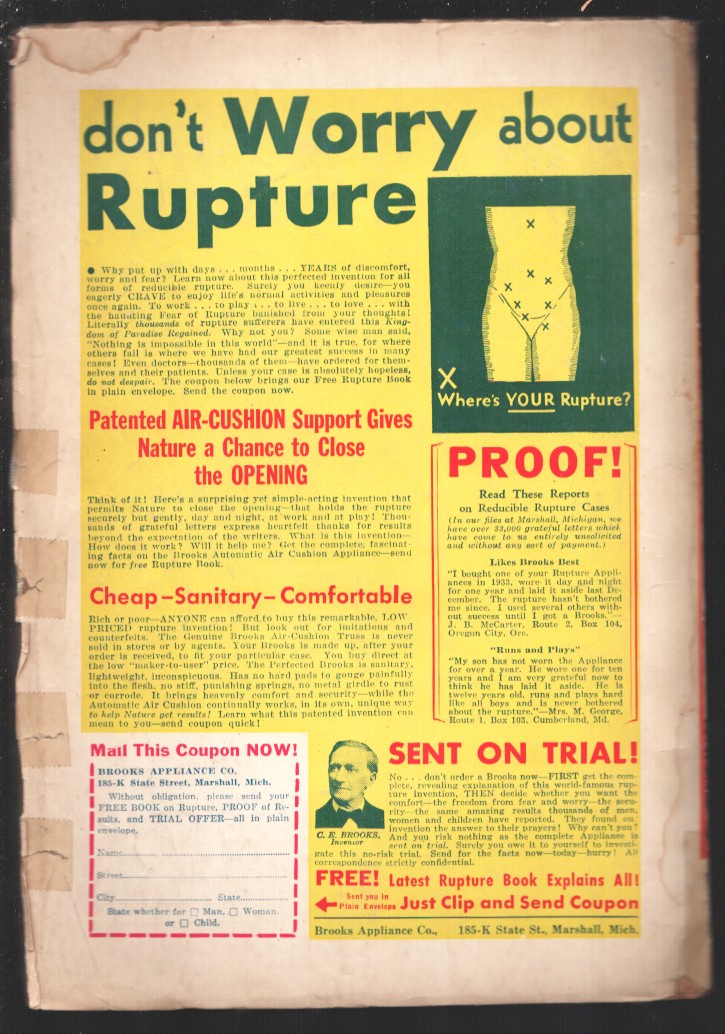 don't Worry about
Rupture
● Why put up with days . . . months . . . YEARS of discomfort,
worry and fear? Learn now about this perfected invention for all
forms of reducible rupture. Surely you keenly desire—you
eagerly CRAVE to enjoy life's normal activities and pleasures
once again. To work . . . to play . . . to live . . . to love . . . with
the haunting Fear of Rupture banished from your thoughts!
Literally thousands of rupture sufferers have entered this King-
dom of Paradise Regained. Why not you? Some wise man said,
"Nothing is impossible in this world"—and it is true, for where
others fail is where we have had our greatest success in many
cases! Even doctors—thousands of them—have ordered for them-
selves and their patients. Unless your case is absolutely hopeless,
do not despair. The coupon below brings our Free Rupture Book
in plain envelope. Send the coupon now.
Patented AIR-CUSHION Support Gives
Nature a Chance to Close
the OPENING
Think of it! Here's a surprising yet simple-acting invention that
permits Nature to close the opening—that holds the rupture
securely but gently, day and night, at work and at play! Thou-
sands of grateful letters express heartfelt thanks for results
beyond the expectation of the writers. What is this invention—
How does it work? Will it help me? Get the complete, fascinat-
ing facts on the Brooks Automatic Air Cushion Appliance—send
now for free Rupture Book.
Cheap–Sanitary–Comfortable
Rich or poor—ANYONE can afford to buy this remarkable, LOW-
PRICED rupture invention! But look out for imitations and
counterfeits. The Genuine Brooks Air-Cushion Truss is never
sold in stores or by agents. Your Brooks is made up, after your
order is received, to fit your particular case. You buy direct at
the low "maker-to-user" price. The Perfected Brooks is sanitary,
lightweight, inconspicuous. Has no hard pads to gouge painfully
into the flesh, no stiff, punishing springs, no metal girdle to rust
or corrode. It brings heavenly comfort and security—while the
Automatic Air Cushion continually works, in its own, unique way
to help Nature get results! Learn what this patented invention can
mean to you—send coupon quick!
X
X X
X X
X X X
X X
X
Where's YOUR Rupture?
PROOF!
Read These Reports
on Reducible Rupture Cases
(In our files at Marshall, Michigan, we
have over 33,000 grateful letters which
have come to us entirely unsolicited
and without any sort of payment.)
Likes Brooks Best
"I bought one of your Rupture Appli-
ances in 1933, wore it day and night
for one year and laid it aside last De-
cember. The rupture hasn't bothered
me since. I used several others with-
out success until I got a Brooks."—
J. B. McCarter, Route 2, Box 104,
Oregon City, Ore.
"Runs and Plays"
"My son has not worn the Appliance
for over a year. He wore one for ten
years and I am very grateful now to
think he has laid it aside. He is
twelve years old, runs and plays hard
like all boys and is never bothered
about the rupture."—Mrs. M. George,
Route 1, Box 103, Cumberland, Md.
Mail This Coupon NOW!
BROOKS APPLIANCE CO.
185-K State Street, Marshall, Mich.
Without obligation, please send your
FREE BOOK on Rupture, PROOF of Re-
sults, and TRIAL OFFER—all in plain
envelope.
Name
Street
City State
State whether for □ Man, □ Woman.
or □ Child.
C. E. BROOKS,
Inventor
SENT ON TRIAL!
No . . . don't order a Brooks now—FIRST get the com-
plete, revealing explanation of this world-famous rup-
ture invention, THEN decide whether you want the
comfort—the freedom from fear and worry—the secu-
rity—the same amazing results thousands of men,
women and children have reported. They found our
invention the answer to their prayers! Why can't you?
And you risk nothing as the complete Appliance is
sent on trial. Surely you owe it to yourself to investi-
gate this no-risk trial. Send for the facts now—today—hurry! All
correspondence strictly confidential.
FREE! Latest Rupture Book Explains All!
Sent you in
Plain Envelope Just Clip and Send Coupon
Brooks Appliance Co., 185-K State St., Marshall, Mich.